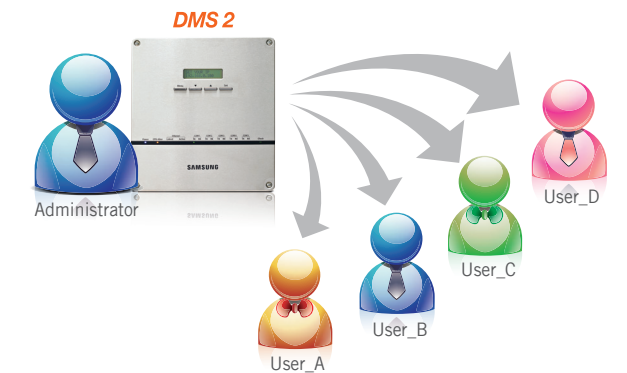 DMS 2
SAMSUNG
Administrator
User_D
User_C
User_B
User_A